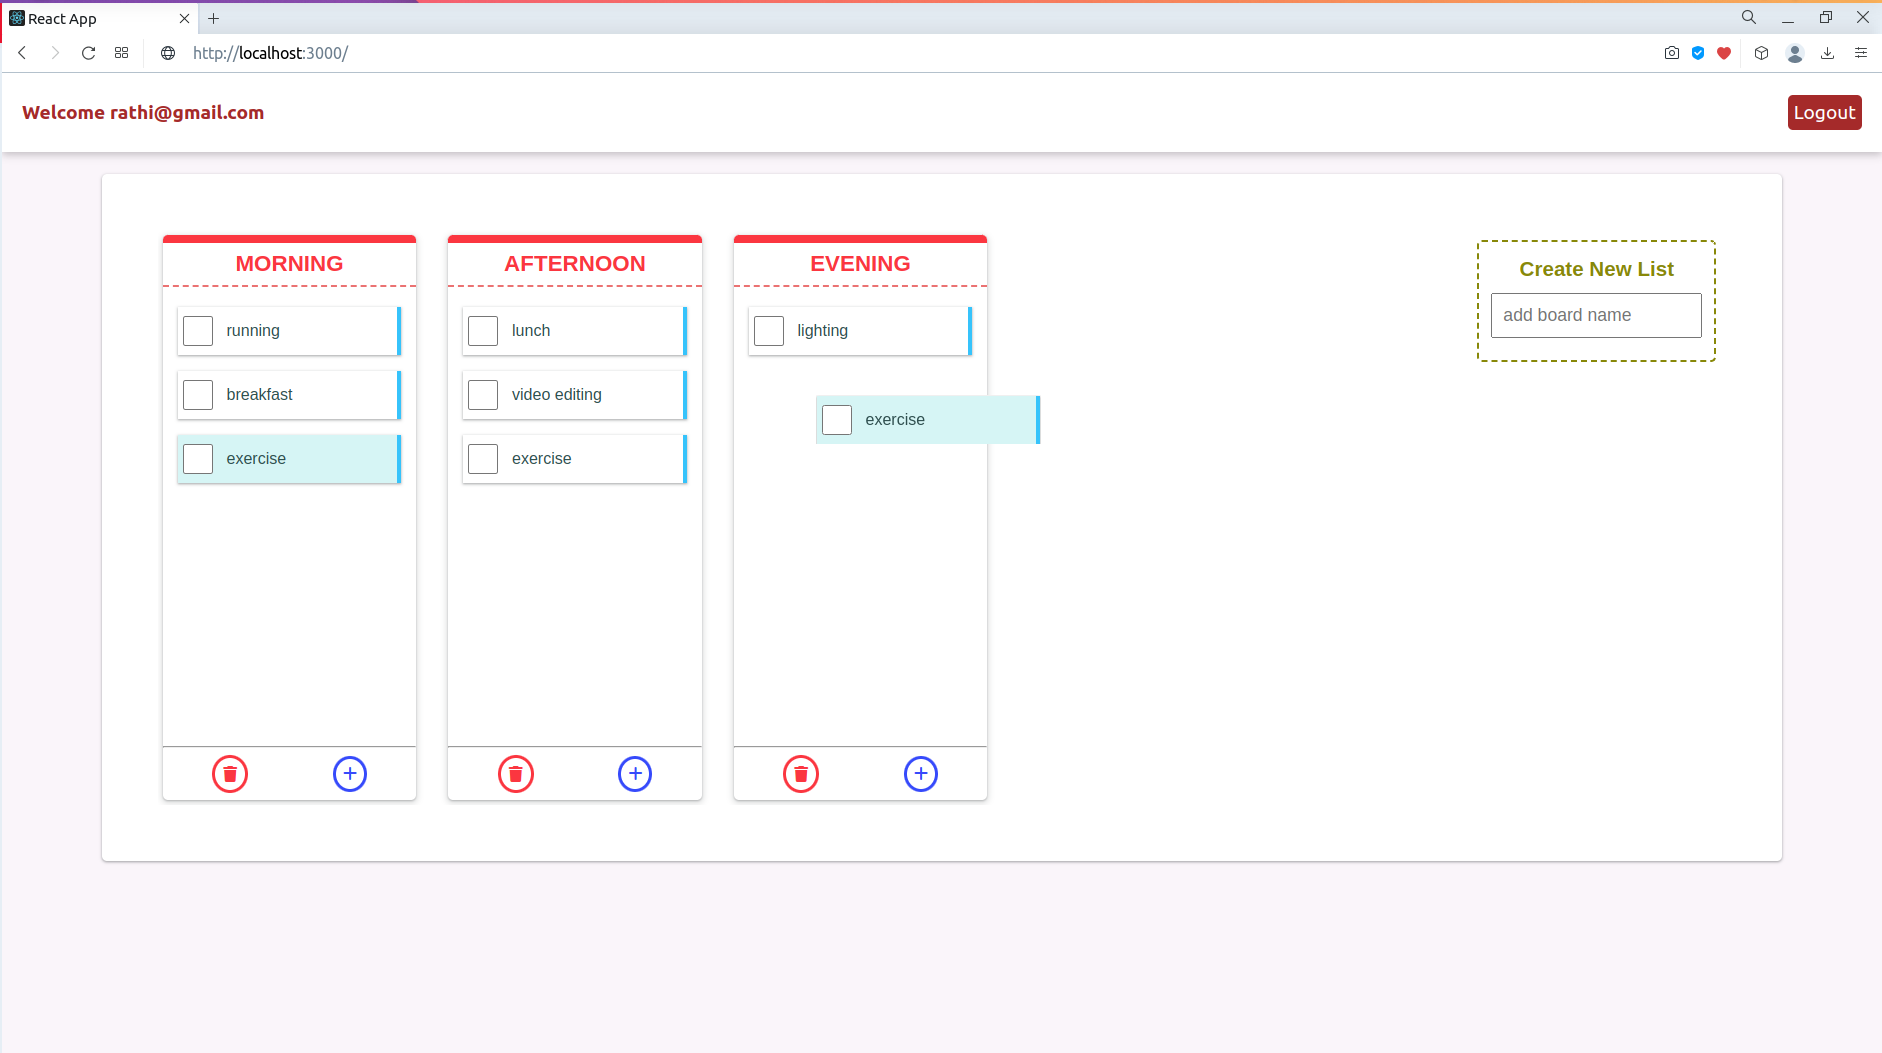 React App
http://localhost:3000/
Welcome rathi@gmail.com
Logout
MORNING
running
breakfast
exercise
AFTERNOON
lunch
video editing
exercise
EVENING
lighting
exercise
Create New List
add board name